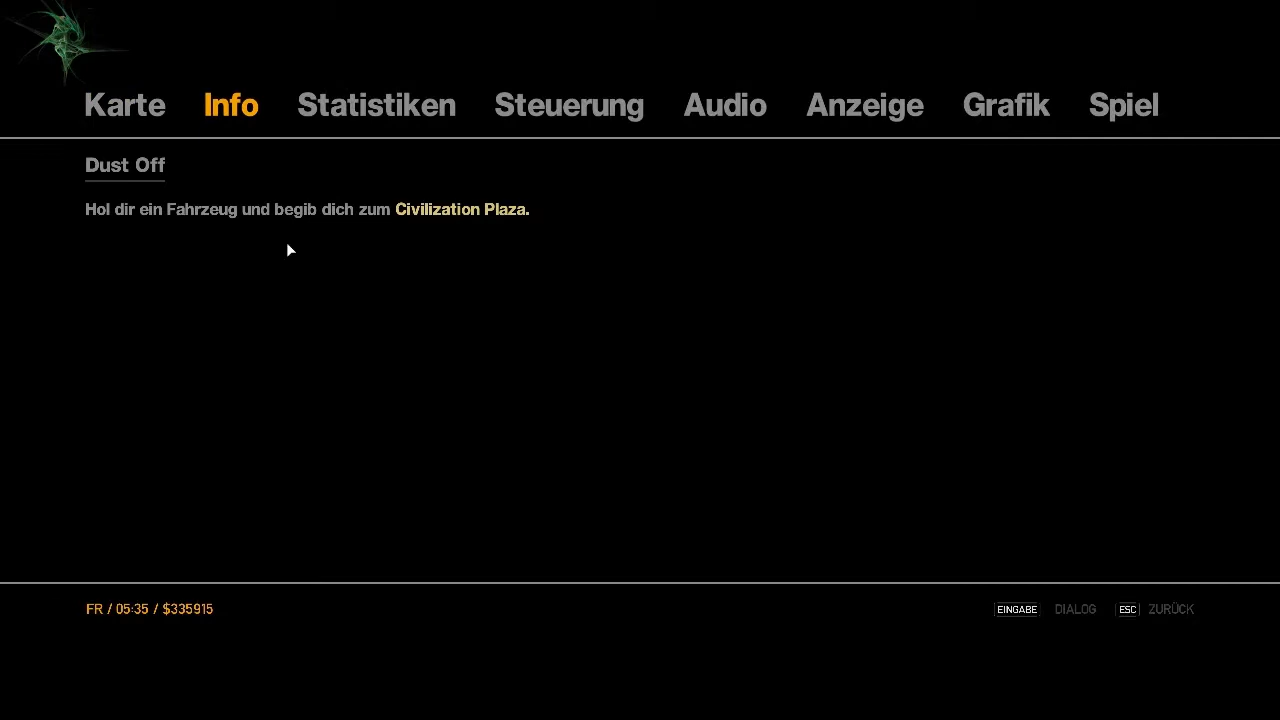 Karte Info Statistiken Steuerung Audio Anzeige Grafik Spiel
Dust Off
Hol dir ein Fahrzeug und begib dich zum Civilization Plaza.
FR / 05:35 / $335915 EINGABE DIALOG ESC ZURÜCK